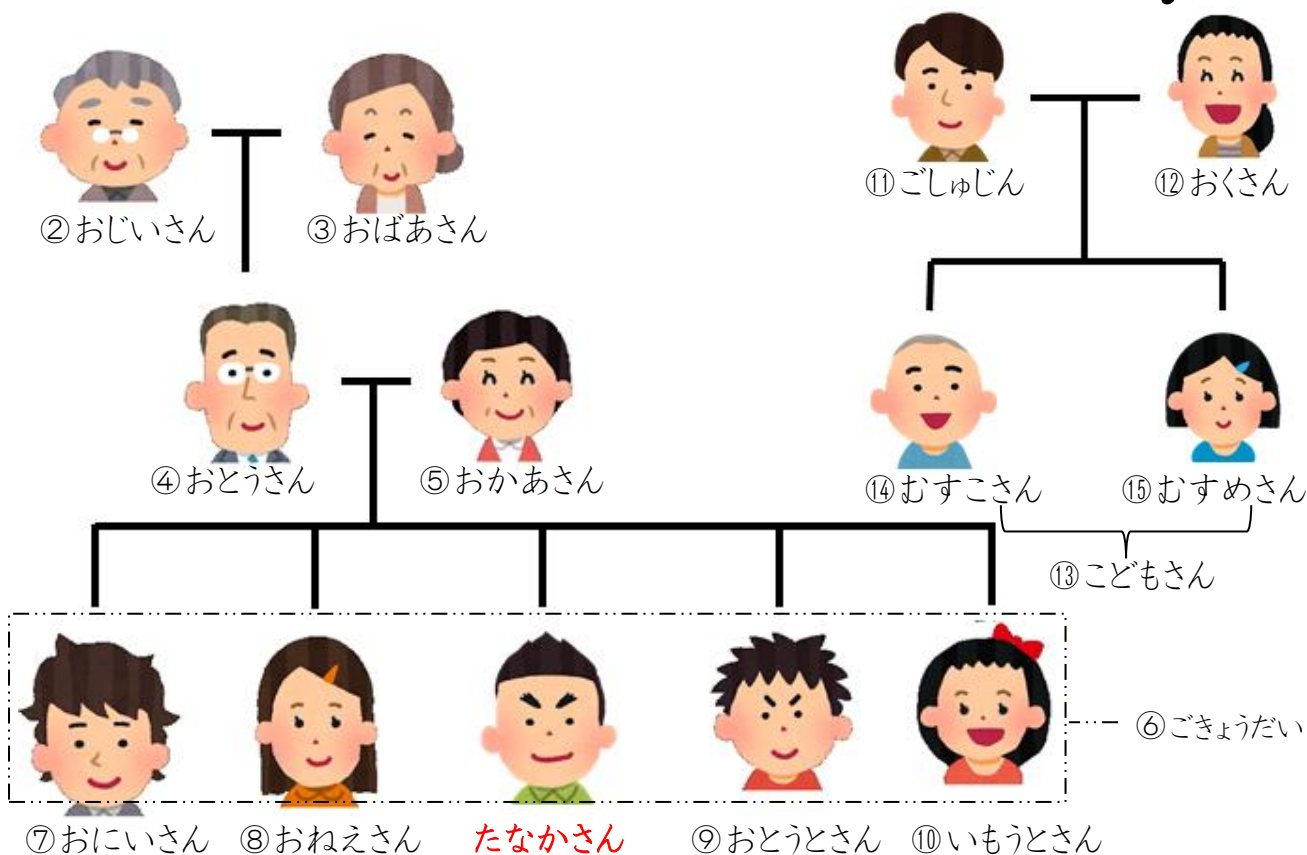 ⑪ごしゅじん
⑫おくさん
②おじいさん
③おばあさん
④おとうさん
⑤おかあさん
⑭むすこさん
⑮むすめさん
⑬こどもさん
⑥ごきょうだい
⑦おにいさん
⑧おねえさん
たなかさん
⑨おとうとさん
⑩いもうとさん